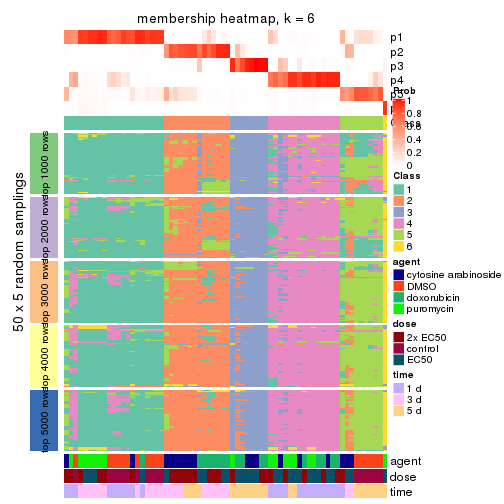 membership heatmap, k = 6
p1
p2
p3
p4
p5
Prob
1
0.8
0.6
0.4
0.2
0
Class
1
2
3
4
5
6
agent
cytosine arabinoside
DMSO
doxorubicin
puromycin
dose
2x EC50
control
EC50
time
1 d
3 d
5 d
50 x 5 random samplings
top 1000 rows
top 2000 rows
top 3000 rows
top 4000 rows
top 5000 rows
agent
dose
time